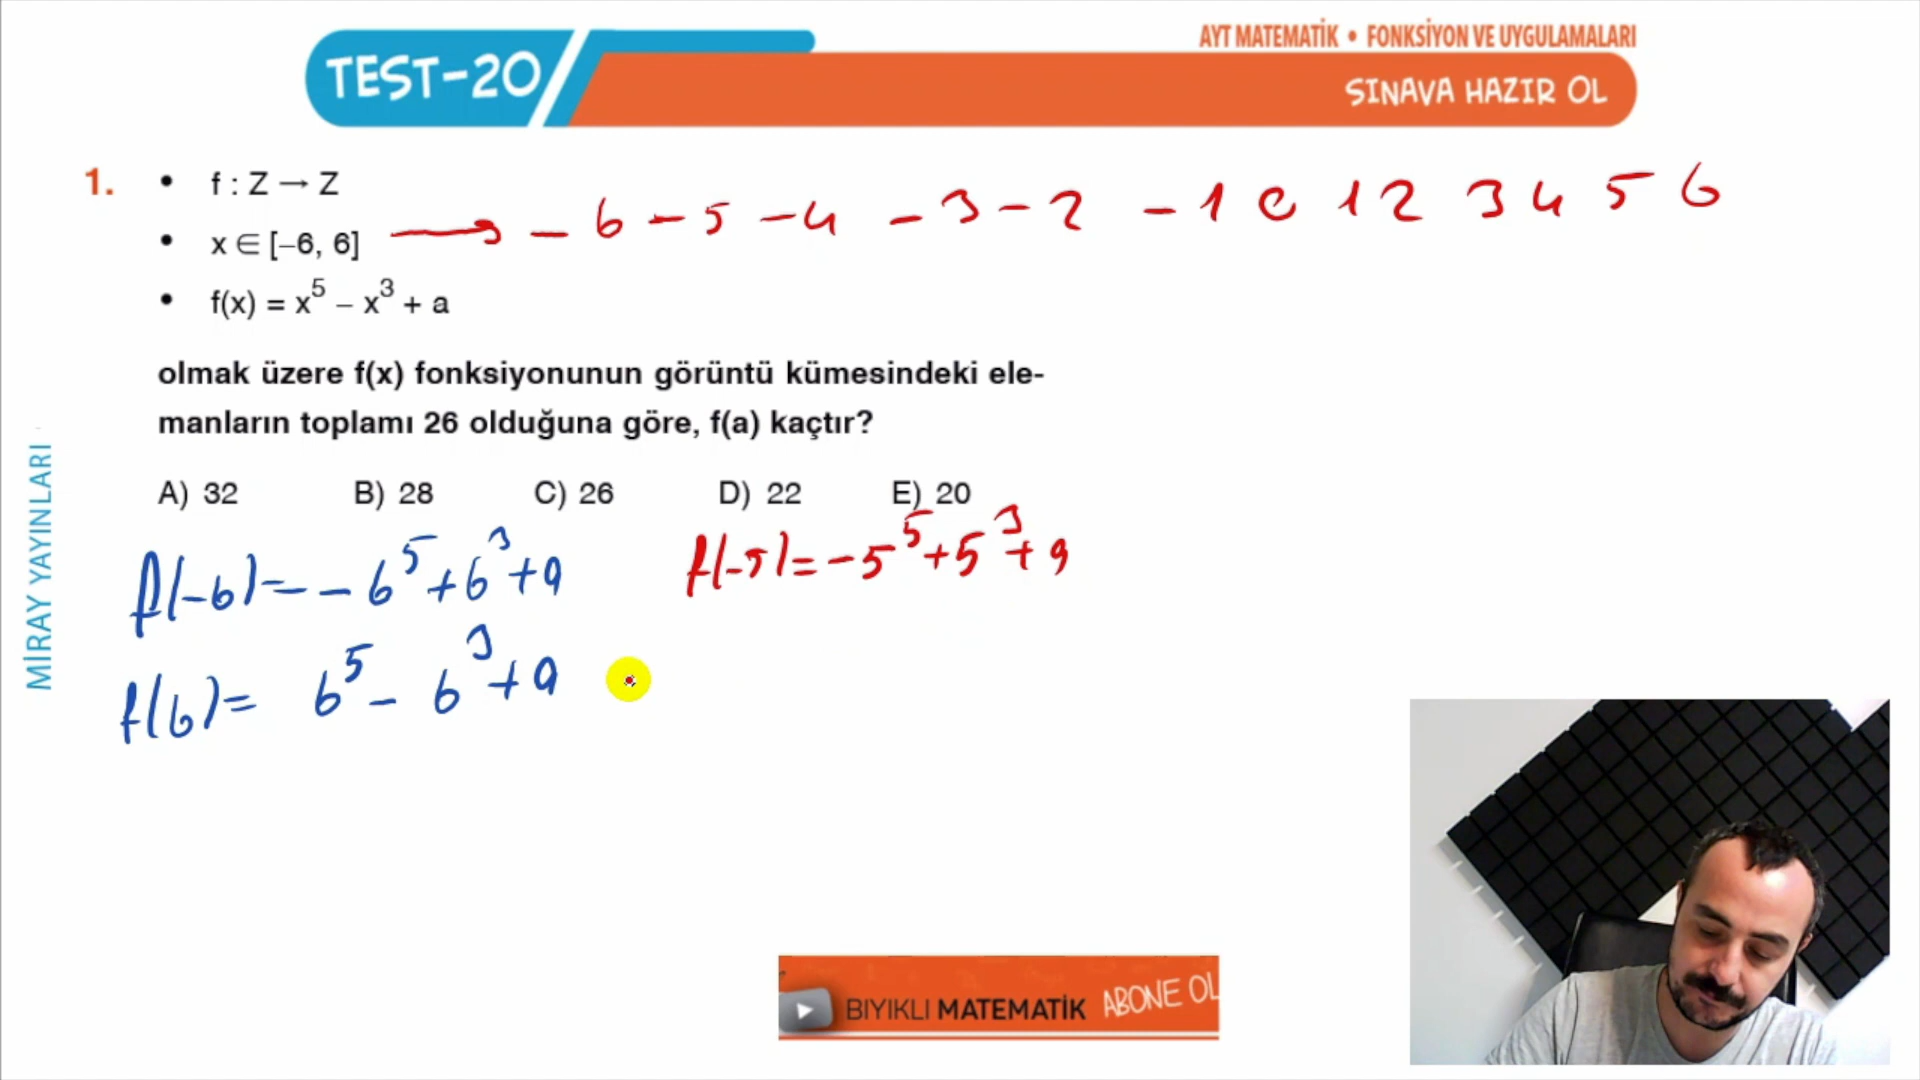 TEST-20
AYT MATEMATİK • FONKSİYON VE UYGULAMALARI
SINAVA HAZIR OL
1. • f : Z → Z
• x ∈ [–6, 6] → -6 -5 -4 -3 -2 -1 0 1 2 3 4 5 6
• f(x) = x⁵ – x³ + a
olmak üzere f(x) fonksiyonunun görüntü kümesindeki ele-
manların toplamı 26 olduğuna göre, f(a) kaçtır?
A) 32 B) 28 C) 26 D) 22 E) 20
f(-6)= -6⁵+6³+a f(-5)= -5⁵+5³+a
f(6)= 6⁵ - 6³+a
MİRAY YAYINLARI
BIYIKLI MATEMATİK ABONE OL